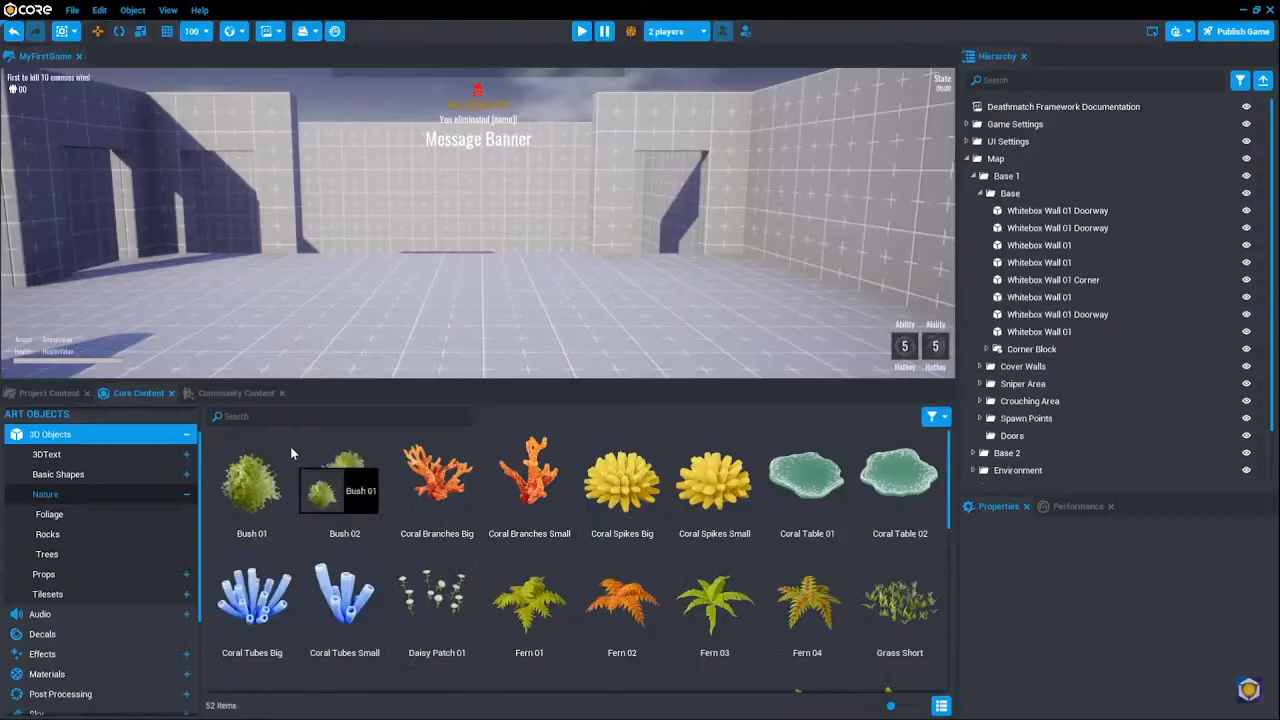 CORE File Edit Object View Help
100 2 players Publish Game
MyFirstGame
First to kill 10 enemies wins!
00
State
00:00
You eliminated [name]!
Message Banner
Ability Ability
5 5
Hotkey Hotkey
Project Content Core Content Community Content
ART OBJECTS
Search
3D Objects
3DText
Basic Shapes
Nature
Foliage
Rocks
Trees
Props
Tilesets
Audio
Decals
Effects
Materials
Post Processing
Sky
Bush 01
Bush 01 Bush 02 Coral Branches Big Coral Branches Small Coral Spikes Big Coral Spikes Small Coral Table 01 Coral Table 02
Coral Tubes Big Coral Tubes Small Daisy Patch 01 Fern 01 Fern 02 Fern 03 Fern 04 Grass Short
52 Items
Hierarchy
Search
Deathmatch Framework Documentation
Game Settings
UI Settings
Map
Base 1
Base
Whitebox Wall 01 Doorway
Whitebox Wall 01 Doorway
Whitebox Wall 01
Whitebox Wall 01
Whitebox Wall 01 Corner
Whitebox Wall 01
Whitebox Wall 01 Doorway
Whitebox Wall 01
Corner Block
Cover Walls
Sniper Area
Crouching Area
Spawn Points
Doors
Base 2
Environment
Properties Performance